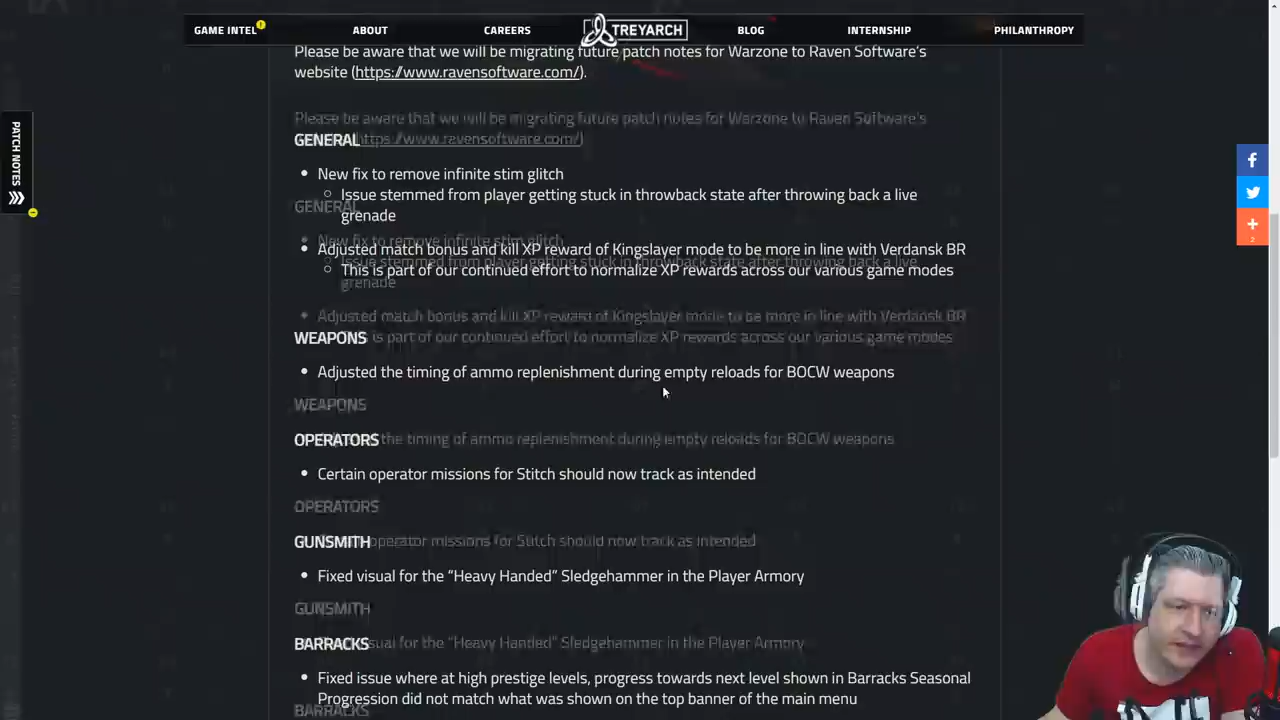 GAME INTEL
ABOUT
CAREERS
TREYARCH
BLOG
INTERNSHIP
PHILANTHROPY
Please be aware that we will be migrating future patch notes for Warzone to Raven Software's
website (https://www.ravensoftware.com/).
PATCH NOTES
GENERAL
• New fix to remove infinite stim glitch
○ Issue stemmed from player getting stuck in throwback state after throwing back a live
grenade
• Adjusted match bonus and kill XP reward of Kingslayer mode to be more in line with Verdansk BR
○ This is part of our continued effort to normalize XP rewards across our various game modes
WEAPONS
• Adjusted the timing of ammo replenishment during empty reloads for BOCW weapons
OPERATORS
• Certain operator missions for Stitch should now track as intended
GUNSMITH
• Fixed visual for the “Heavy Handed” Sledgehammer in the Player Armory
BARRACKS
• Fixed issue where at high prestige levels, progress towards next level shown in Barracks Seasonal
Progression did not match what was shown on the top banner of the main menu